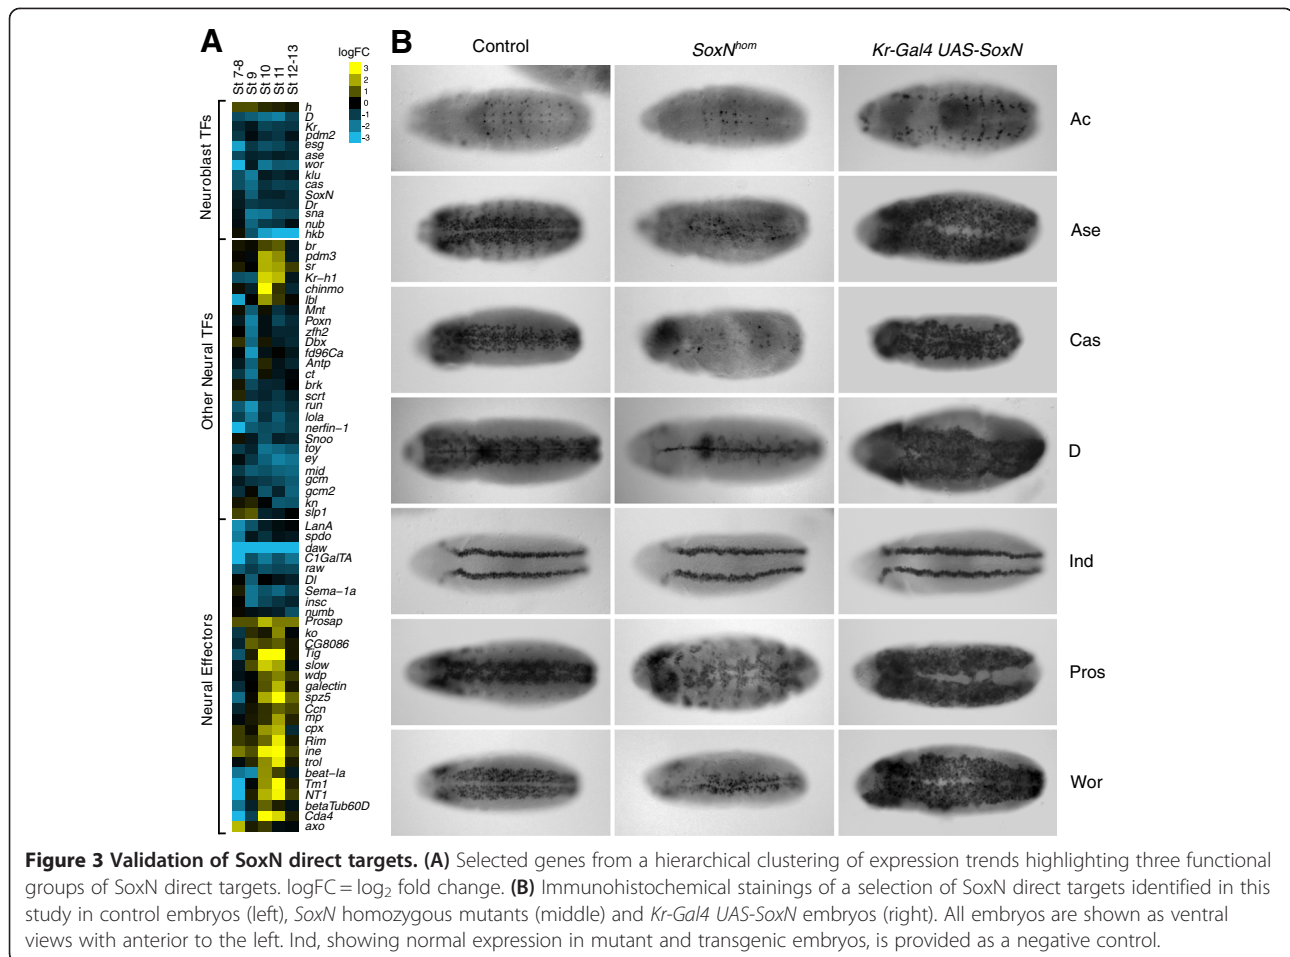 A
logFC
3
2
1
0
-1
-2
-3
St 7-8
St 9
St 10
St 11
St 12-13
Neuroblast TFs
h
D
Kr
pdm2
esg
ase
wor
klu
cas
SoxN
Dr
sna
nub
hkb
Other Neural TFs
br
pdm3
sr
Kr-h1
chinmo
lbl
Mnt
Poxn
zfh2
Dbx
fd96Ca
Antp
ct
brk
scrt
run
lola
nerfin-1
Snoo
toy
ey
mid
gcm
gcm2
kn
slp1
Neural Effectors
LanA
spdo
daw
C1GalTA
raw
Dl
Sema-1a
insc
numb
Prosap
ko
CG8086
Tig
slow
wdp
galectin
spz5
Ccn
mp
cpx
Rim
ine
trol
beat-Ia
Tm1
NT1
betaTub60D
Cda4
axo
B
Control SoxNhom Kr-Gal4 UAS-SoxN
Ac
Ase
Cas
D
Ind
Pros
Wor
Figure 3 Validation of SoxN direct targets. (A) Selected genes from a hierarchical clustering of expression trends highlighting three functional
groups of SoxN direct targets. logFC = log2 fold change. (B) Immunohistochemical stainings of a selection of SoxN direct targets identified in this
study in control embryos (left), SoxN homozygous mutants (middle) and Kr-Gal4 UAS-SoxN embryos (right). All embryos are shown as ventral
views with anterior to the left. Ind, showing normal expression in mutant and transgenic embryos, is provided as a negative control.